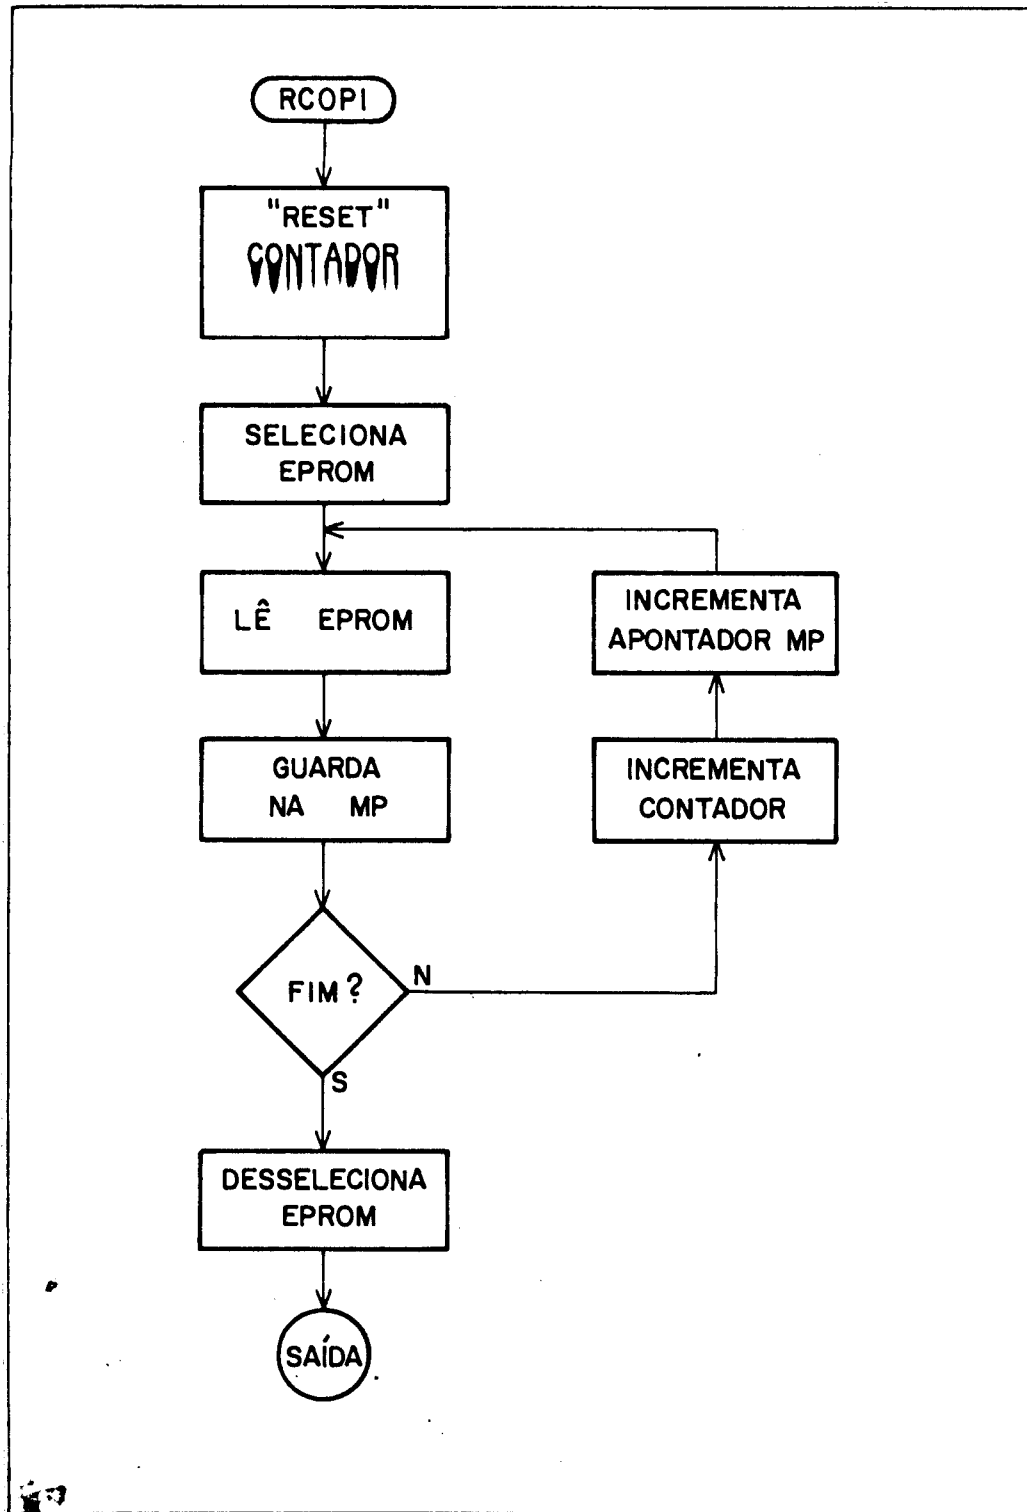 RCOPI
"RESET"
CONTADOR
SELECIONA
EPROM
LÊ EPROM
GUARDA
NA MP
FIM?
N
S
INCREMENTA
CONTADOR
INCREMENTA
APONTADOR MP
DESSELECIONA
EPROM
SAÍDA